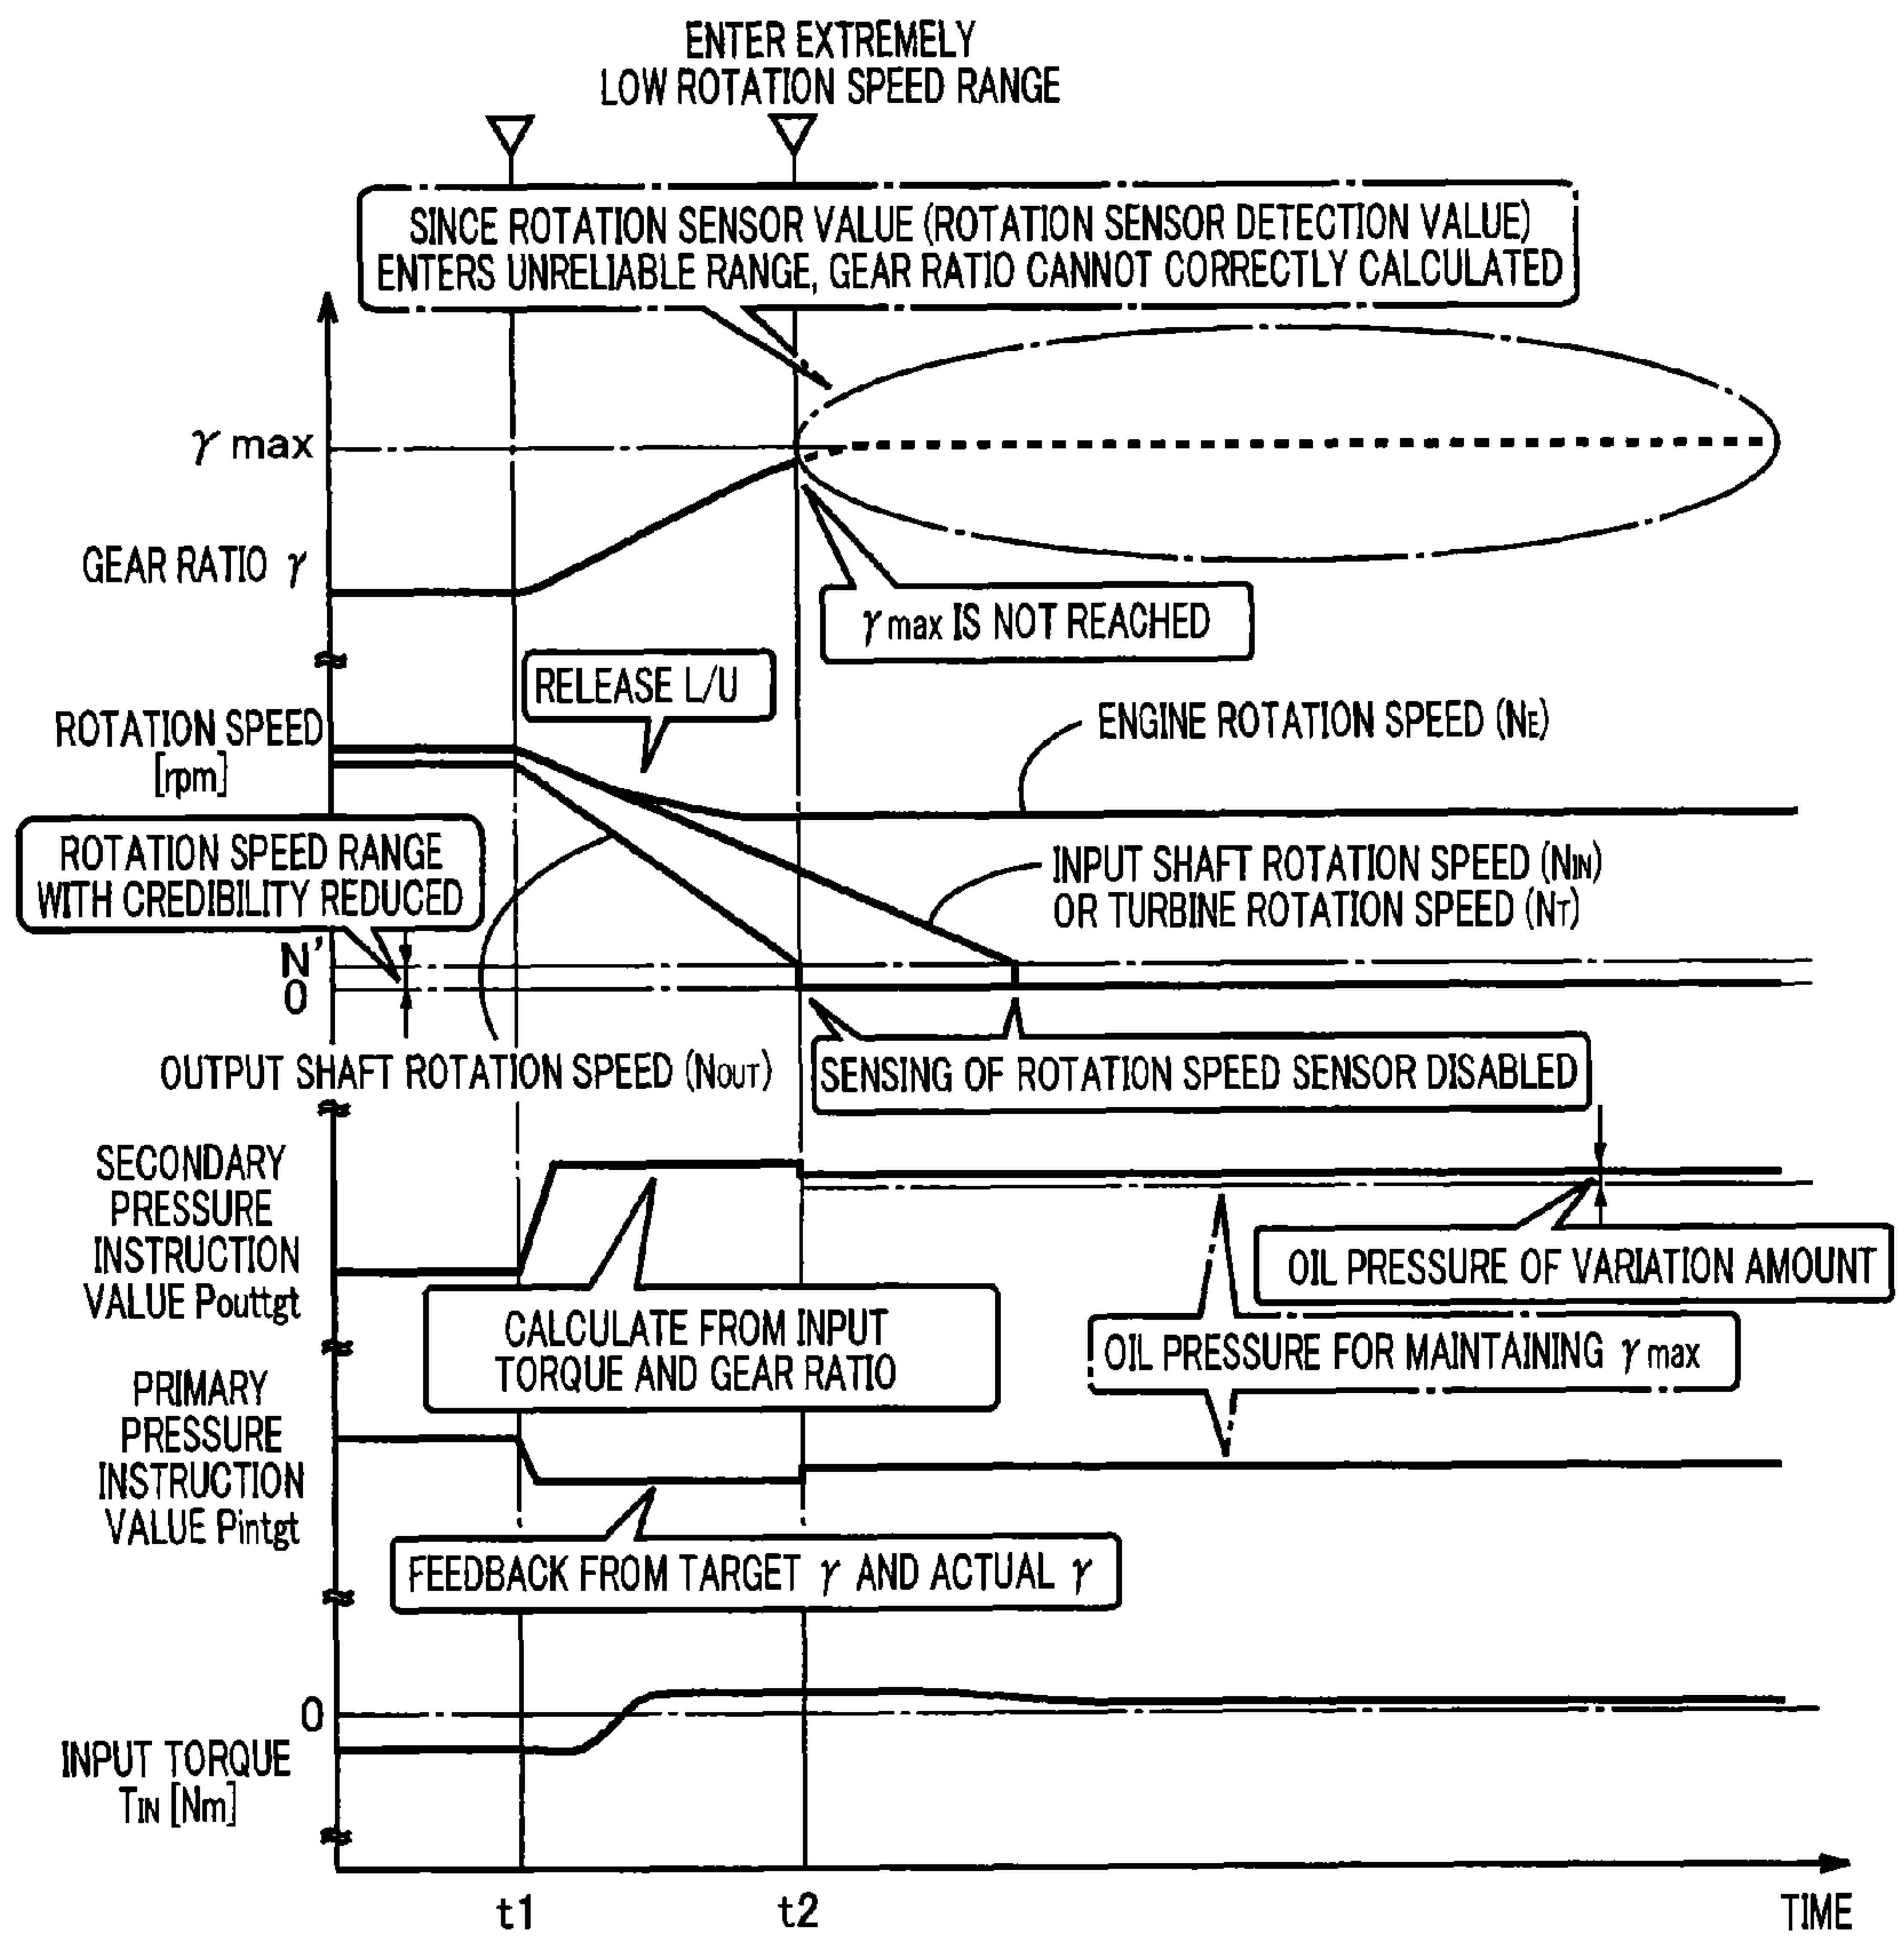 ENTER EXTREMELY
LOW ROTATION SPEED RANGE
SINCE ROTATION SENSOR VALUE (ROTATION SENSOR DETECTION VALUE)
ENTERS UNRELIABLE RANGE, GEAR RATIO CANNOT CORRECTLY CALCULATED
γ max
GEAR RATIO γ
γ max IS NOT REACHED
RELEASE L/U
ROTATION SPEED
[rpm]
ENGINE ROTATION SPEED (NE)
ROTATION SPEED RANGE
WITH CREDIBILITY REDUCED
INPUT SHAFT ROTATION SPEED (NIN)
OR TURBINE ROTATION SPEED (NT)
N'
0
OUTPUT SHAFT ROTATION SPEED (NOUT)
SENSING OF ROTATION SPEED SENSOR DISABLED
SECONDARY
PRESSURE
INSTRUCTION
VALUE Pouttgt
OIL PRESSURE OF VARIATION AMOUNT
CALCULATE FROM INPUT
TORQUE AND GEAR RATIO
OIL PRESSURE FOR MAINTAINING γ max
PRIMARY
PRESSURE
INSTRUCTION
VALUE Pintgt
FEEDBACK FROM TARGET γ AND ACTUAL γ
0
INPUT TORQUE
TIN [Nm]
t1
t2
TIME